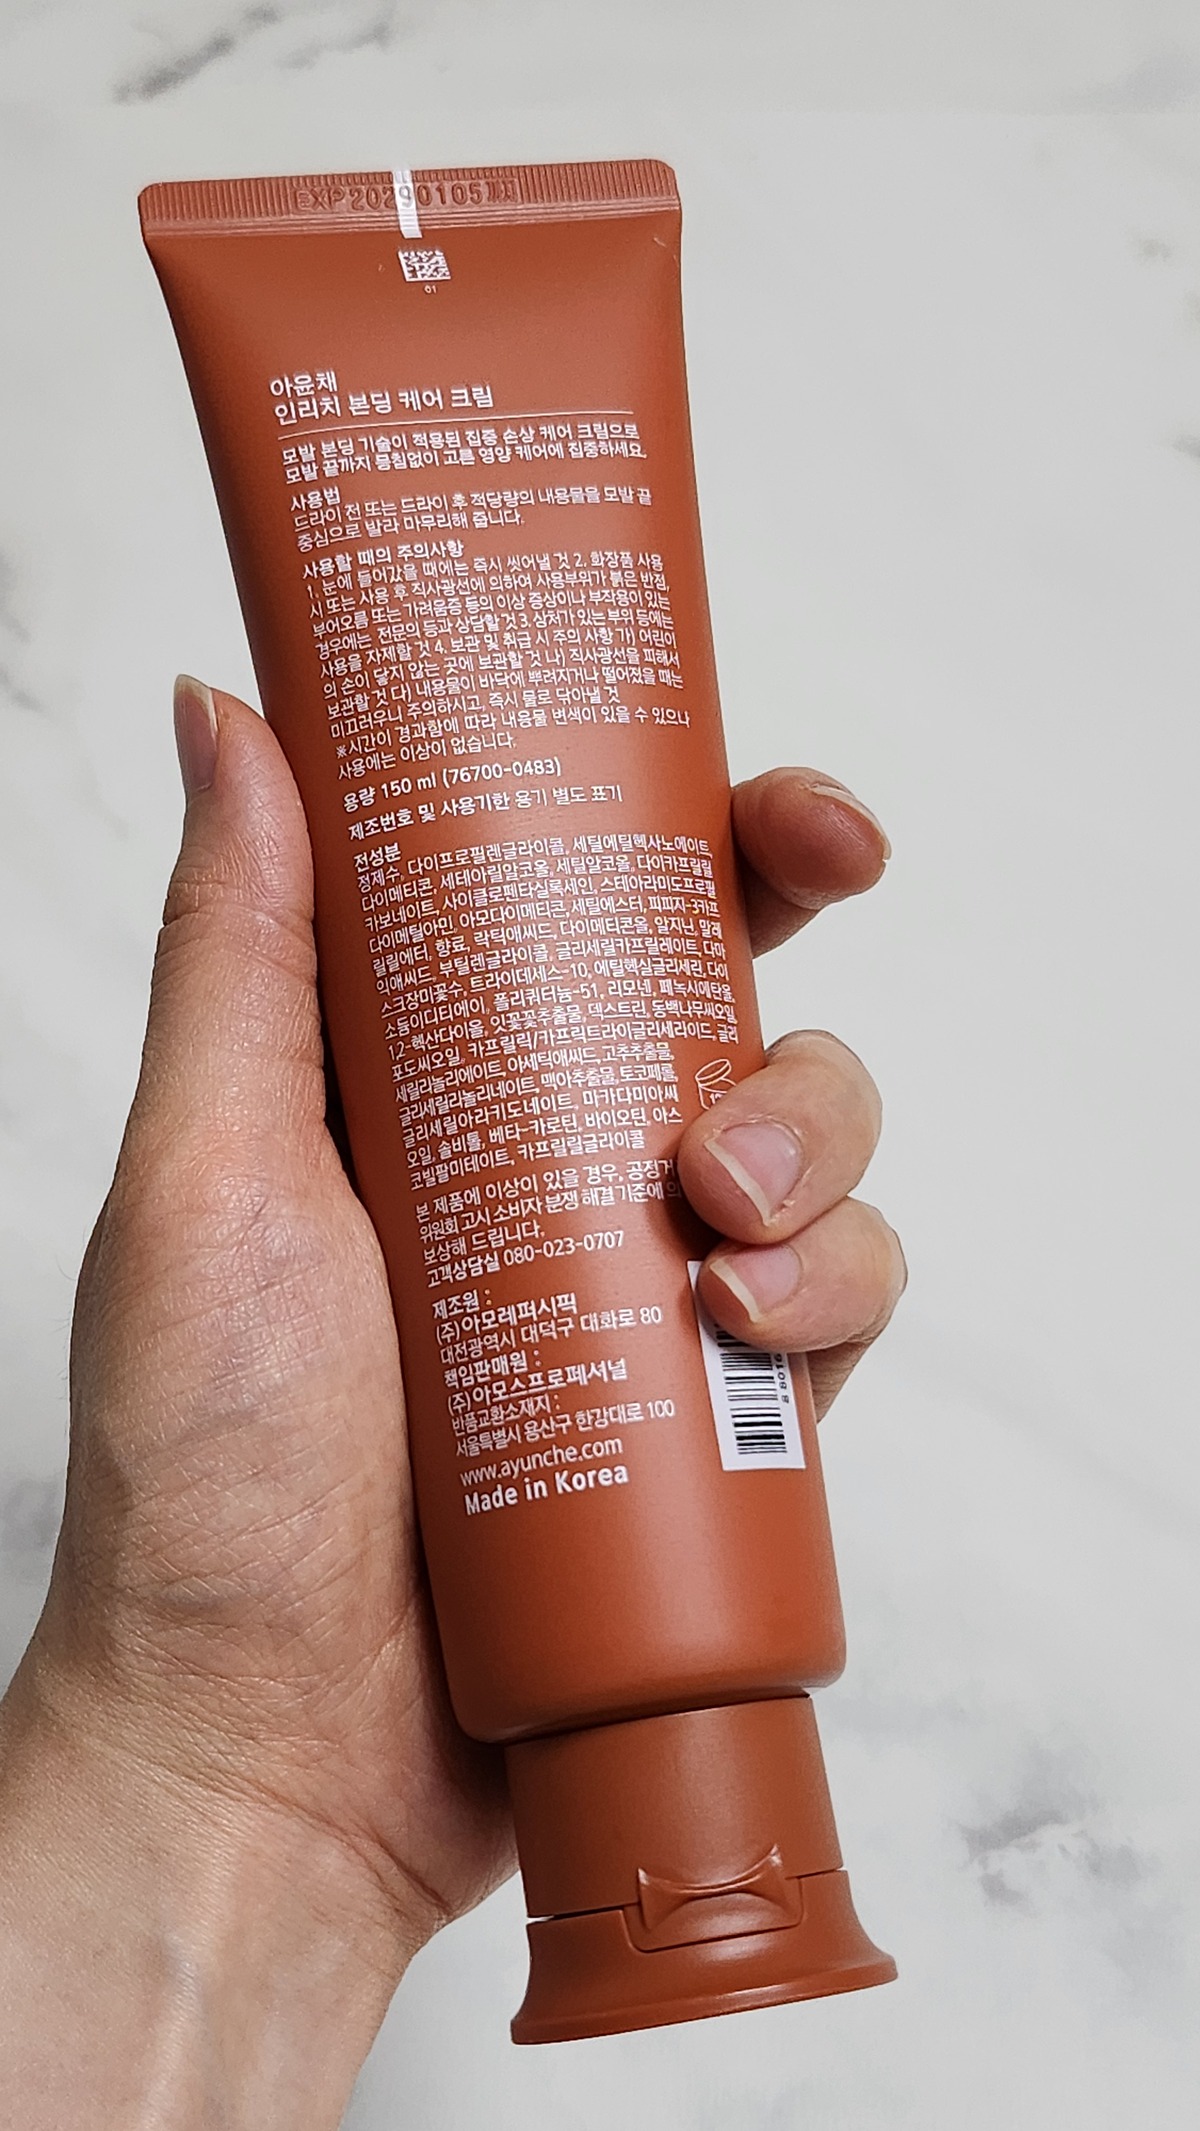 EXP 20290105 까지
01
아윤채
인리치 본딩 케어 크림
모발 본딩 기술이 적용된 집중 손상 케어 크림으로
모발 끝까지 뭉침없이 고른 영양 케어에 집중하세요.
사용법
드라이 전 또는 드라이 후 적당량의 내용물을 모발 끝
중심으로 발라 마무리해 줍니다.
사용할 때의 주의사항
1. 눈에 들어갔을 때에는 즉시 씻어낼 것 2. 화장품 사용
시 또는 사용 후 직사광선에 의하여 사용부위가 붉은 반점,
부어오름 또는 가려움증 등의 이상 증상이나 부작용이 있는
경우에는 전문의 등과 상담할 것 3. 상처가 있는 부위 등에는
사용을 자제할 것 4. 보관 및 취급 시 주의 사항 가) 어린이
의 손이 닿지 않는 곳에 보관할 것 나) 직사광선을 피해서
보관할 것 다) 내용물이 바닥에 뿌려지거나 떨어졌을 때는
미끄러우니 주의하시고, 즉시 물로 닦아낼 것
※시간이 경과함에 따라 내용물 변색이 있을 수 있으나
사용에는 이상이 없습니다.
용량 150 ml (76700-0483)
제조번호 및 사용기한 용기 별도 표기
전성분
정제수, 다이프로필렌글라이콜, 세틸에틸헥사노에이트,
다이메티콘, 세테아릴알코올, 세틸알코올, 다이카프릴릴
카보네이트, 사이클로펜타실록세인, 스테아라미도프로필
다이메틸아민, 아모다이메티콘, 세틸에스터, 피피지-3카프
릴릴에터, 향료, 락틱애씨드, 다이메티콘올, 알지닌, 말레
익애씨드, 부틸렌글라이콜, 글리세릴카프릴레이트, 다마
스크장미꽃수, 트라이데세스-10, 에틸헥실글리세린, 다이
소듐이디티에이, 폴리쿼터늄-51, 리모넨, 페녹시에탄올,
1,2-헥산다이올, 잇꽃꽃추출물, 덱스트린, 동백나무씨오일,
포도씨오일, 카프릴릭/카프릭트라이글리세라이드, 글리
세릴리놀리에이트, 아세틱애씨드, 고추추출물,
글리세릴리놀리네이트, 맥아추출물, 토코페롤,
글리세릴아라키도네이트, 마카다미아씨
오일, 솔비톨, 베타-카로틴, 바이오틴, 아스
코빌팔미테이트, 카프릴릴글라이콜
본 제품에 이상이 있을 경우, 공정거
위원회 고시 소비자 분쟁 해결 기준에 의
보상해 드립니다.
고객상담실 080-023-0707
제조원 :
(주)아모레퍼시픽
대전광역시 대덕구 대화로 80
책임판매원 :
(주)아모스프로페셔널
반품교환소재지 :
서울특별시 용산구 한강대로 100
www.ayunche.com
Made in Korea